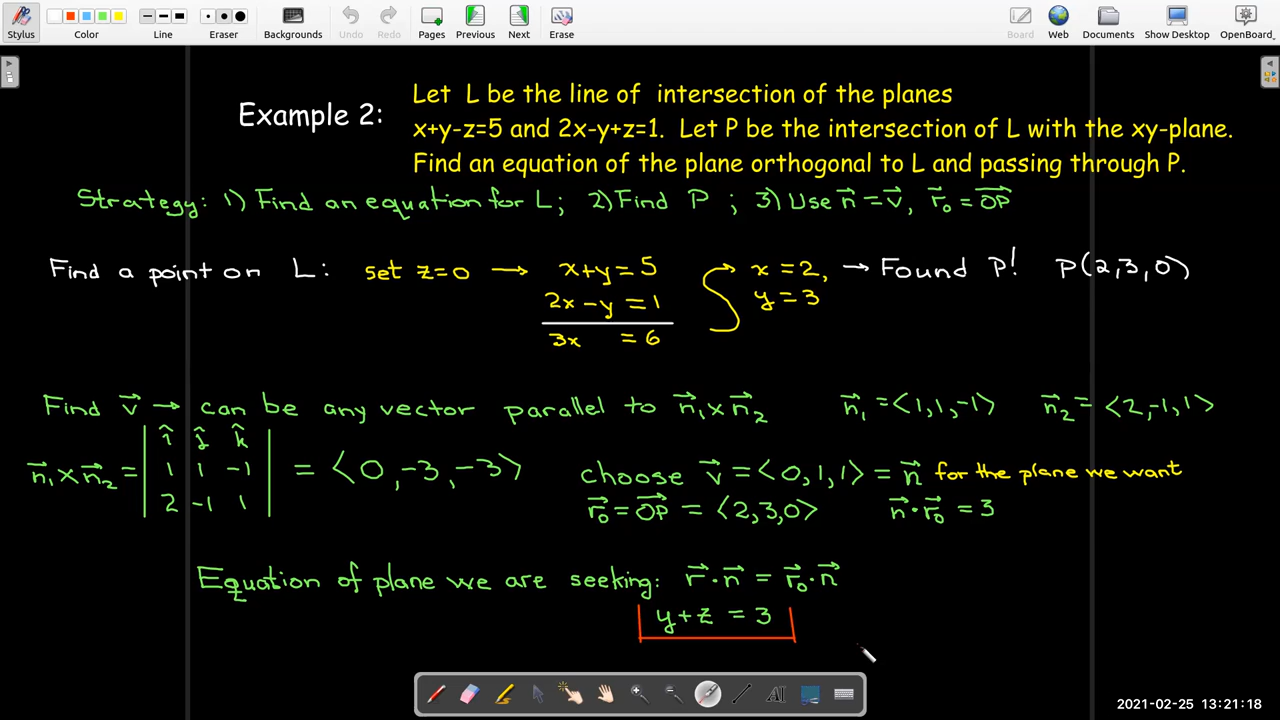 Stylus Color Line Eraser Backgrounds Undo Redo Pages Previous Next Erase Board Web Documents Show Desktop OpenBoard
Example 2:
Let L be the line of intersection of the planes
x+y-z=5 and 2x-y+z=1. Let P be the intersection of L with the xy-plane.
Find an equation of the plane orthogonal to L and passing through P.
Strategy: 1) Find an equation for L; 2) Find P ; 3) Use n⃗ = v⃗, r⃗₀ = OP⃗
Find a point on L: set z=0 → x+y = 5 x = 2, → Found P! P(2,3,0)
2x - y = 1 y = 3
3x = 6
Find v⃗ → can be any vector parallel to n⃗₁ x n⃗₂ n⃗₁ = <1,1,-1> n⃗₂ = <2,-1,1>
î ĵ k̂
n⃗₁ x n⃗₂ = | 1 1 -1 | = <0, -3, -3> choose v⃗ = <0,1,1> = n⃗ for the plane we want
2 -1 1 r⃗₀ = OP⃗ = <2,3,0> n⃗ · r⃗₀ = 3
Equation of plane we are seeking: r⃗ · n⃗ = r⃗₀ · n⃗
y + z = 3
2021-02-25 13:21:18